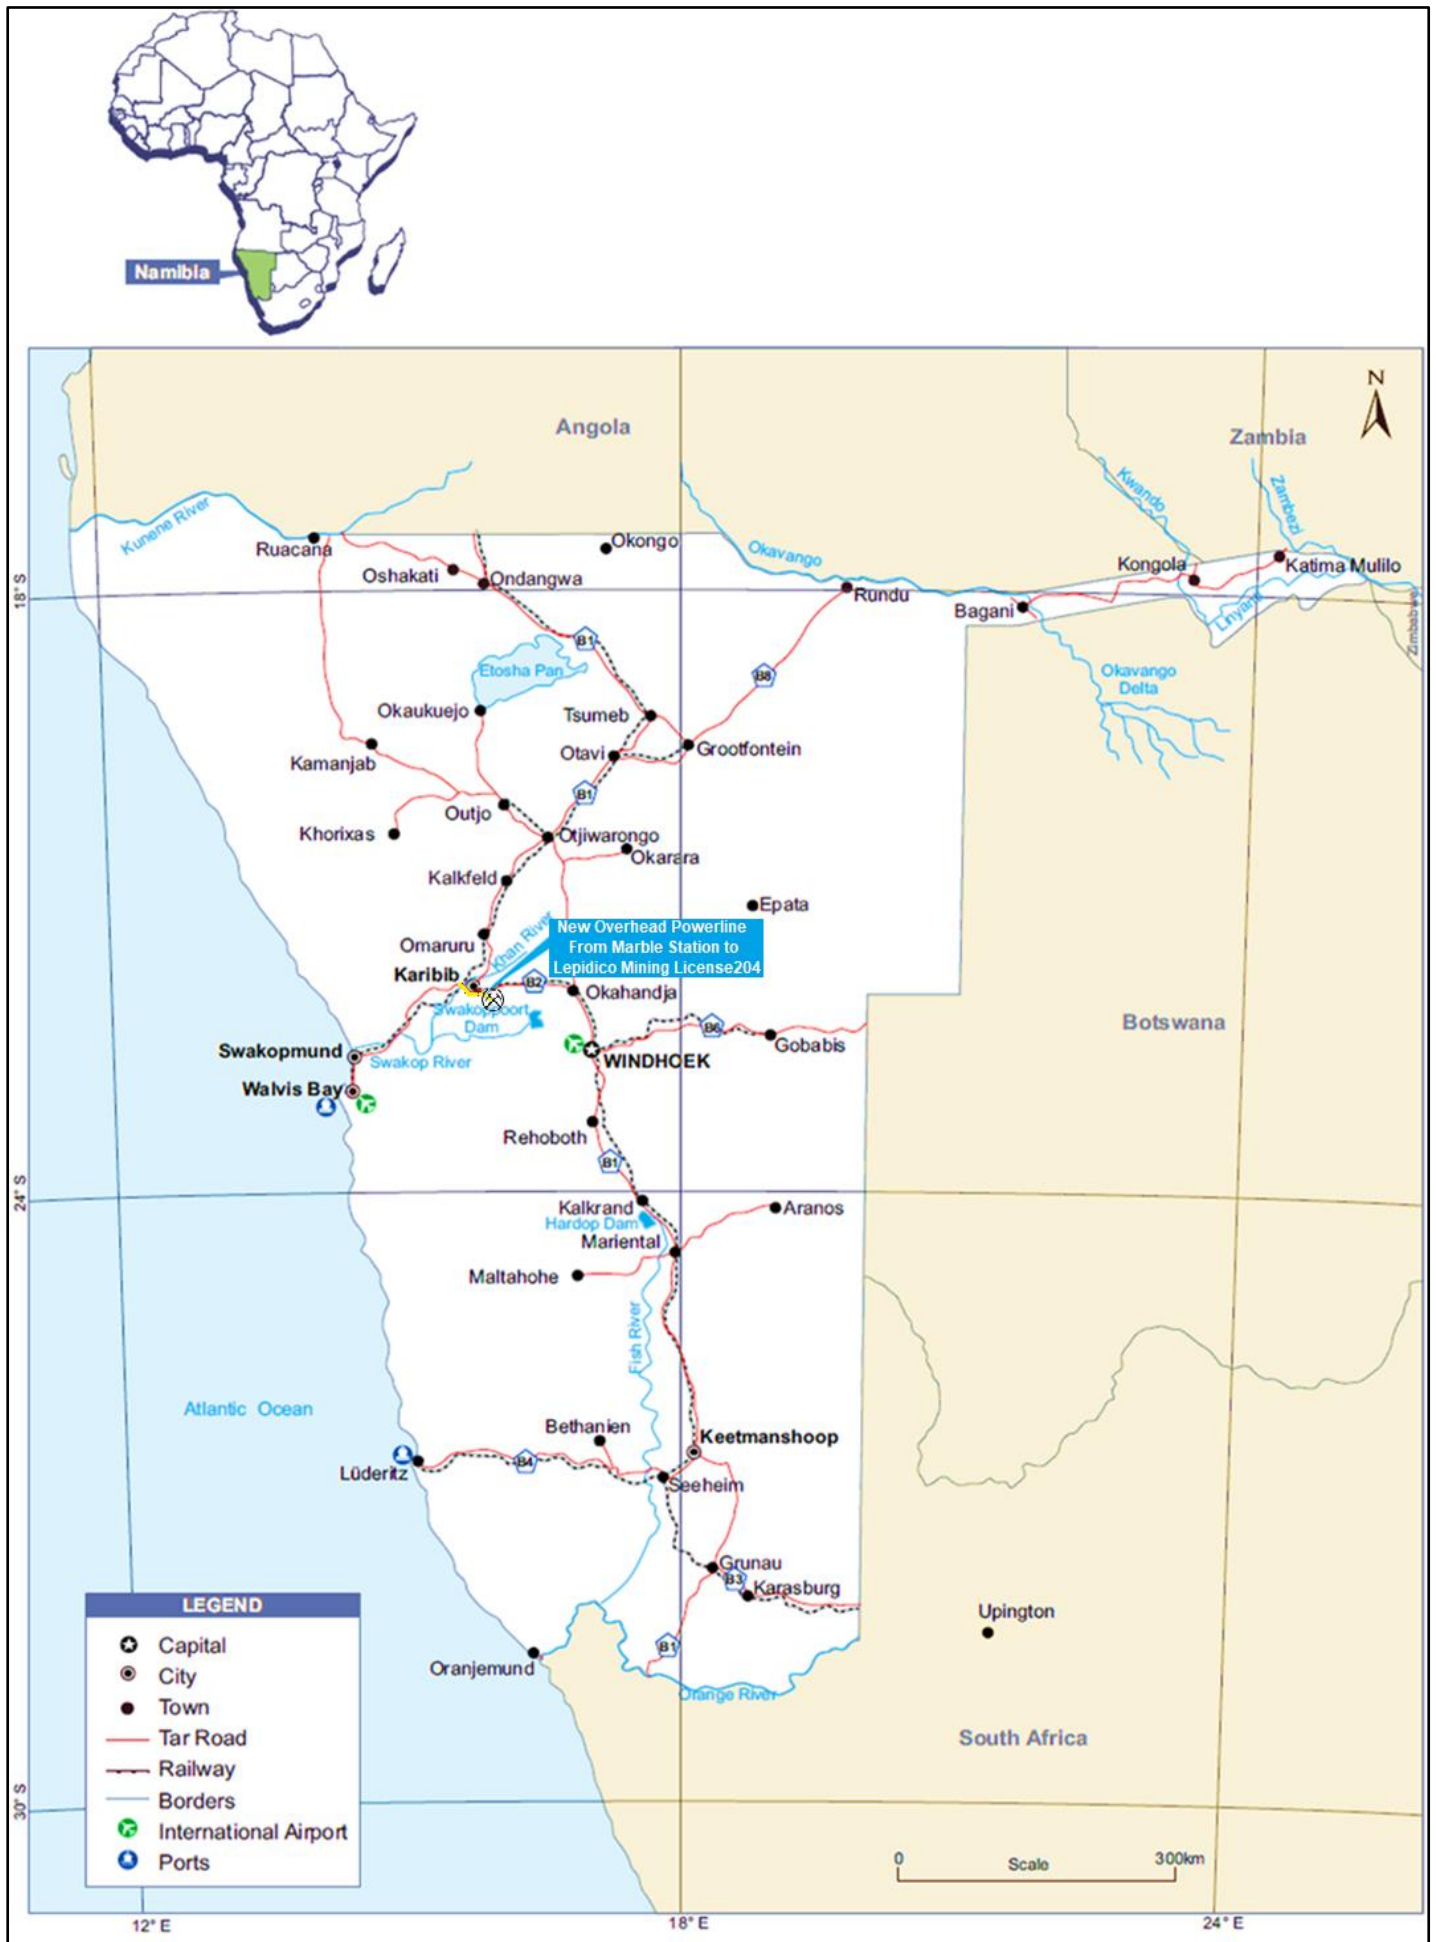 Namibia
N
Angola
Zambia
Kunene River
Kwando
Zambezi
Ruacana
Okongo
Okavango
Oshakati
Ondangwa
Kongola
Katima Mulilo
18° S
Rundu
Bagani
Linyanti
Zimbabwe
B1
Etosha Pan
B8
Okavango
Delta
Okaukuejo
Tsumeb
Kamanjab
Otavi
Grootfontein
B1
Outjo
Khorixas
Otjiwarongo
Okarara
Kalkfeld
Epata
Khan River
New Overhead Powerline
From Marble Station to
Lepidico Mining License204
Omaruru
Karibib
B2
Okahandja
Swakoppoort
Dam
Botswana
B6
Gobabis
Swakopmund
Swakop River
WINDHOEK
Walvis Bay
Rehoboth
B1
24° S
Kalkrand
Aranos
Hardop Dam
Mariental
Maltahohe
Fish River
Atlantic Ocean
Bethanien
Keetmanshoop
B4
Lüderitz
Seeheim
Grunau
B3
Karasburg
Upington
B1
Oranjemund
Orange River
South Africa
LEGEND
Capital
City
Town
Tar Road
Railway
Borders
International Airport
Ports
30° S
0
Scale
300km
12° E
18° E
24° E